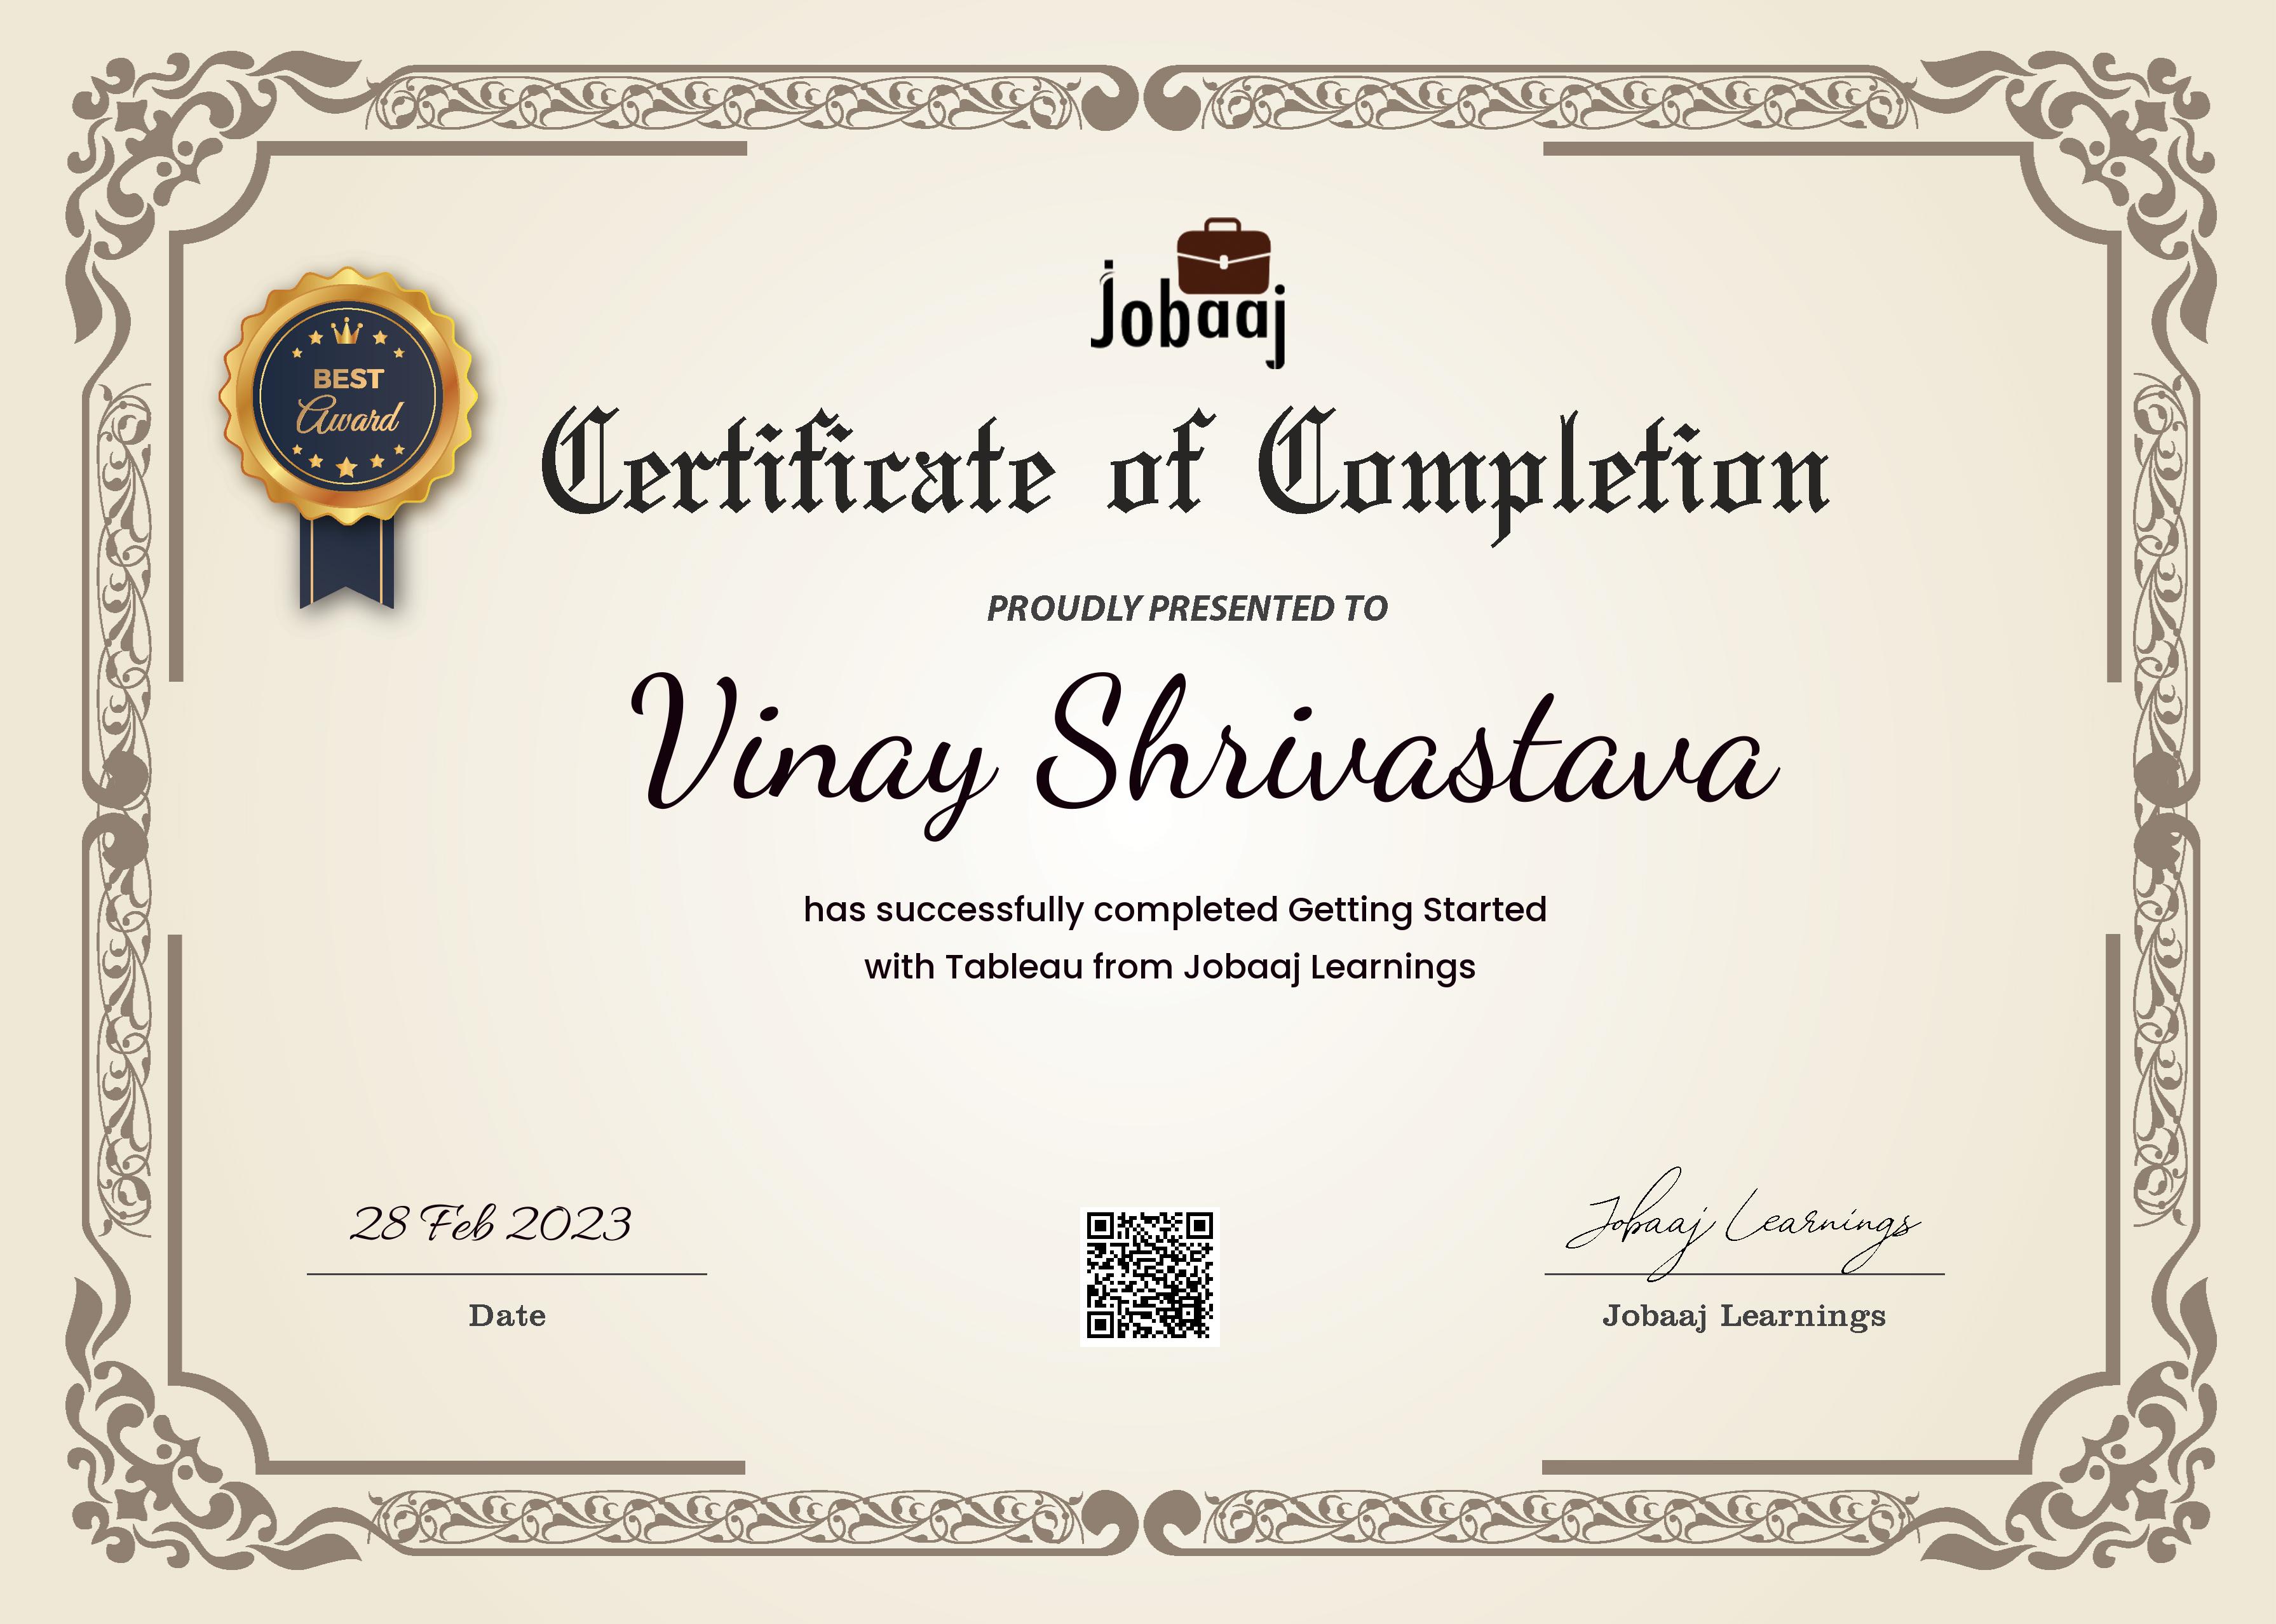 Jobaaj
BEST
Award
Certificate of Completion
PROUDLY PRESENTED TO
Vinay Shrivastava
has successfully completed Getting Started
with Tableau from Jobaaj Learnings
28 Feb 2023
Date
Jobaaj Learnings
Jobaaj Learnings